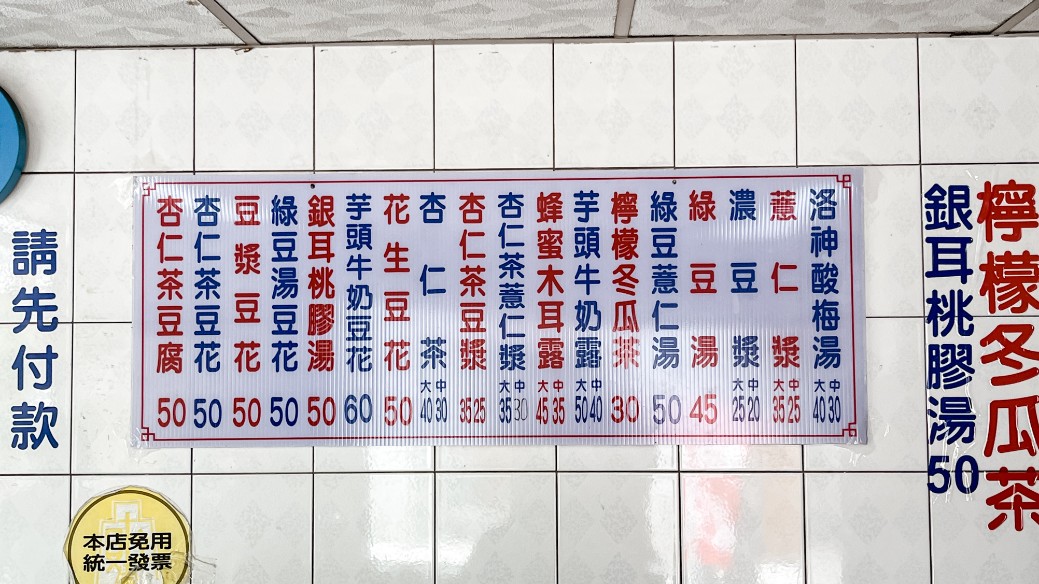 檸檬冬瓜茶
銀耳桃膠湯50
洛神酸梅湯 大40 中30
薏仁漿 大35 中25
濃豆漿 大25 中20
綠豆湯 45
綠豆薏仁湯 50
檸檬冬瓜茶 30
芋頭牛奶露 大50 中40
蜂蜜木耳露 大45 中35
杏仁茶薏仁漿 大35 中30
杏仁茶豆漿 大35 中25
杏仁茶 大40 中30
花生豆花 50
芋頭牛奶豆花 60
銀耳桃膠湯 50
綠豆湯豆花 50
豆漿豆花 50
杏仁茶豆花 50
杏仁茶豆腐 50
請先付款
本店免用
統一發票